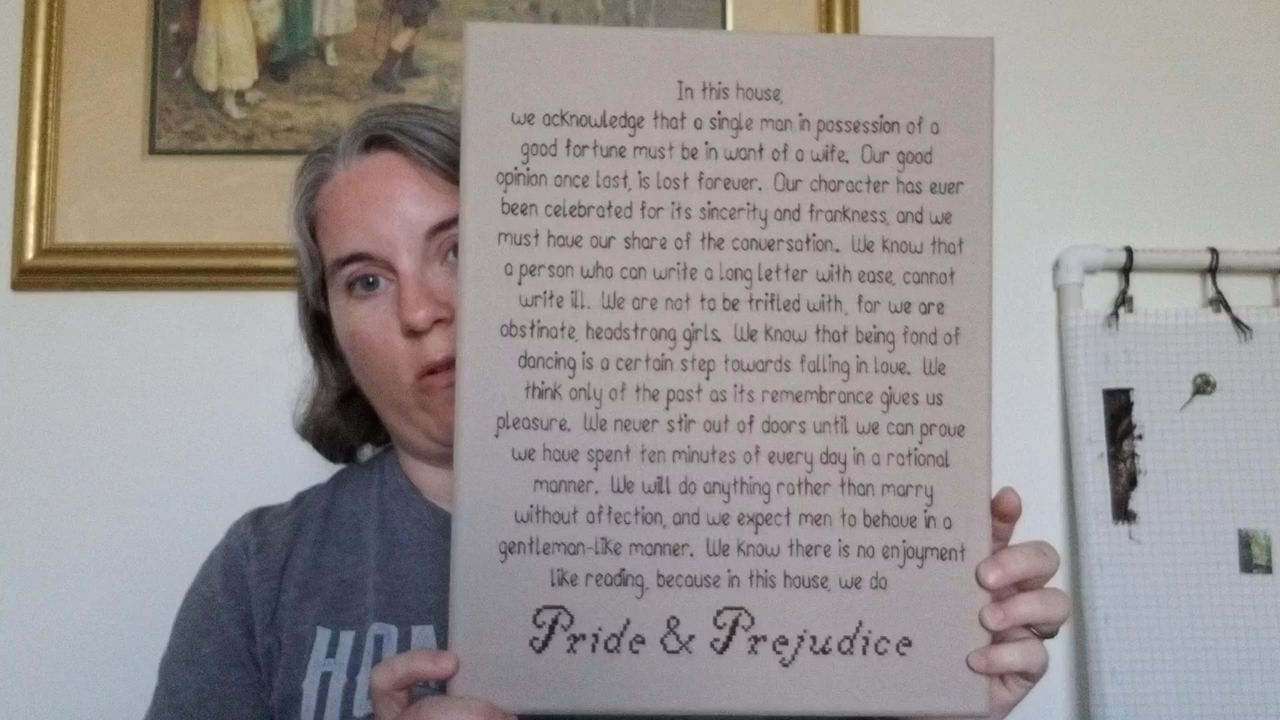 In this house,
we acknowledge that a single man in possession of a
good fortune must be in want of a wife. Our good
opinion once lost, is lost forever. Our character has ever
been celebrated for its sincerity and frankness, and we
must have our share of the conversation. We know that
a person who can write a long letter with ease, cannot
write ill. We are not to be trifled with, for we are
obstinate, headstrong girls. We know that being fond of
dancing is a certain step towards falling in love. We
think only of the past as its remembrance gives us
pleasure. We never stir out of doors until we can prove
we have spent ten minutes of every day in a rational
manner. We will do anything rather than marry
without affection, and we expect men to behave in a
gentleman-like manner. We know there is no enjoyment
like reading, because in this house, we do
Pride & Prejudice